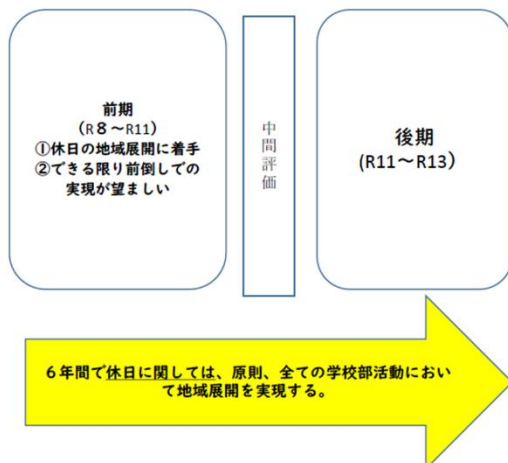 前期
(R８～R11)
①休日の地域展開に着手
②できる限り前倒しでの
実現が望ましい
中間評価
後期
(R11～R13)
６年間で休日に関しては、原則、全ての学校部活動におい
て地域展開を実現する。